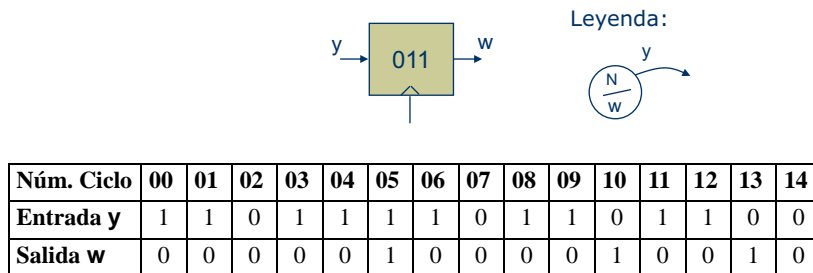 Leyenda:
y 011 w
y
N
w
Núm. Ciclo 00 01 02 03 04 05 06 07 08 09 10 11 12 13 14
Entrada y 1 1 0 1 1 1 1 0 1 1 0 1 1 0 0
Salida w 0 0 0 0 0 1 0 0 0 0 1 0 0 1 0